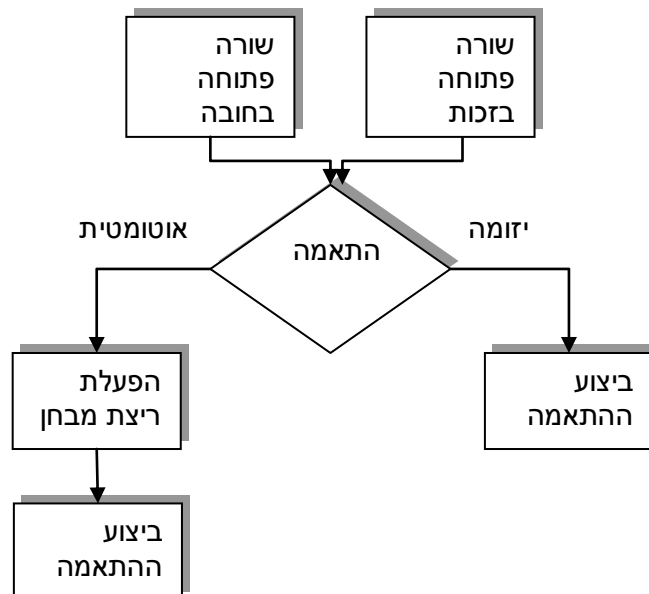 שורה
פתוחה
בזכות
שורה
פתוחה
בחובה
התאמה
יזומה
אוטומטית
ביצוע
ההתאמה
הפעלת
ריצת מבחן
ביצוע
ההתאמה